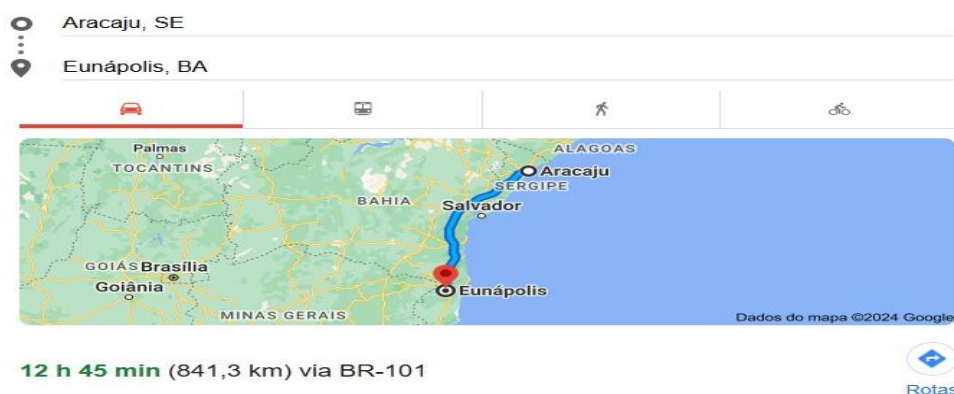 Aracaju, SE
Eunápolis, BA
Palmas
TOCANTINS
ALAGOAS
Aracaju
SERGIPE
BAHIA
Salvador
GOIÁS
Brasília
Goiânia
Eunápolis
MINAS GERAIS
Dados do mapa ©2024 Google
12 h 45 min (841,3 km) via BR-101
Rotas